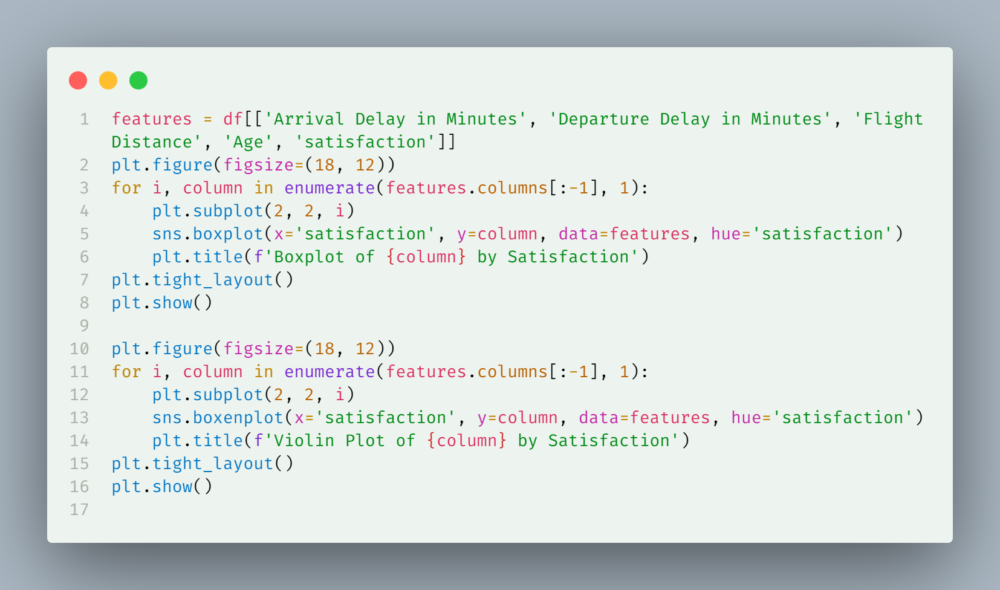 1 features = df[['Arrival Delay in Minutes', 'Departure Delay in Minutes', 'Flight
Distance', 'Age', 'satisfaction']]
2 plt.figure(figsize=(18, 12))
3 for i, column in enumerate(features.columns[:-1], 1):
4     plt.subplot(2, 2, i)
5     sns.boxplot(x='satisfaction', y=column, data=features, hue='satisfaction')
6     plt.title(f'Boxplot of {column} by Satisfaction')
7 plt.tight_layout()
8 plt.show()
9
10 plt.figure(figsize=(18, 12))
11 for i, column in enumerate(features.columns[:-1], 1):
12     plt.subplot(2, 2, i)
13     sns.boxenplot(x='satisfaction', y=column, data=features, hue='satisfaction')
14     plt.title(f'Violin Plot of {column} by Satisfaction')
15 plt.tight_layout()
16 plt.show()
17